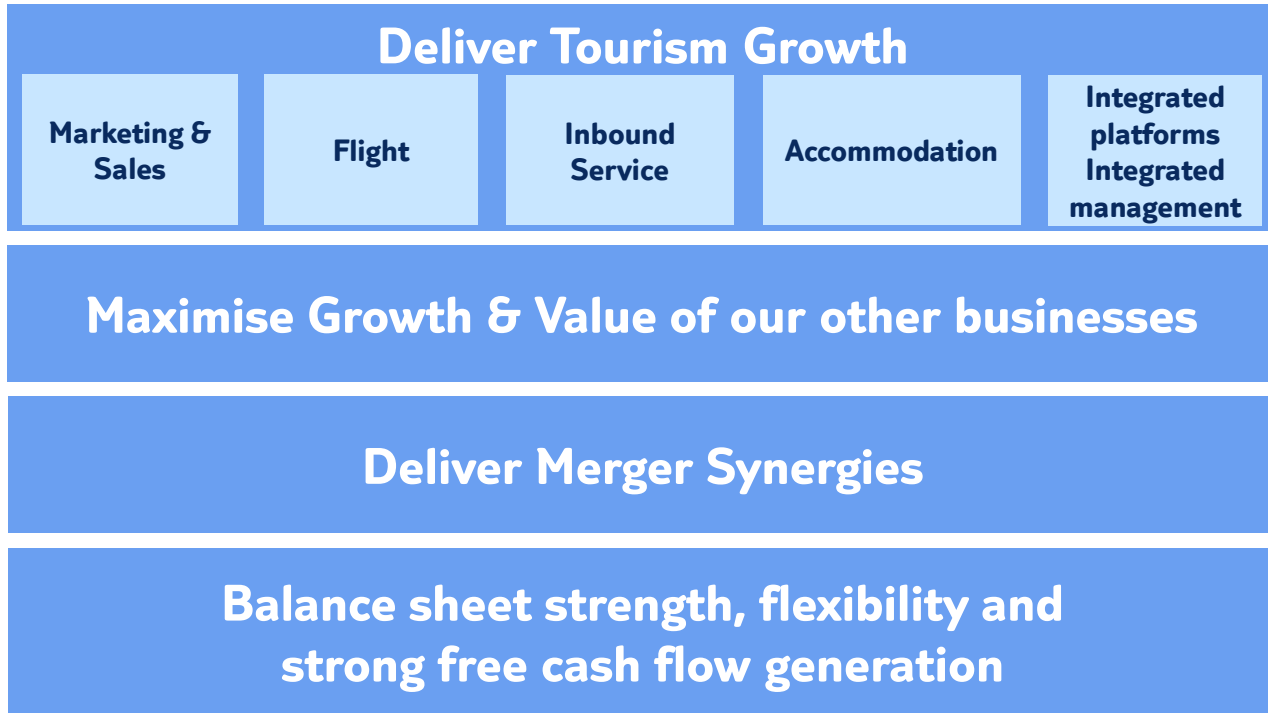 Deliver Tourism Growth
Marketing &
Sales
Flight
Inbound
Service
Accommodation
Integrated
platforms
Integrated
management
Maximise Growth & Value of our other businesses
Deliver Merger Synergies
Balance sheet strength, flexibility and
strong free cash flow generation